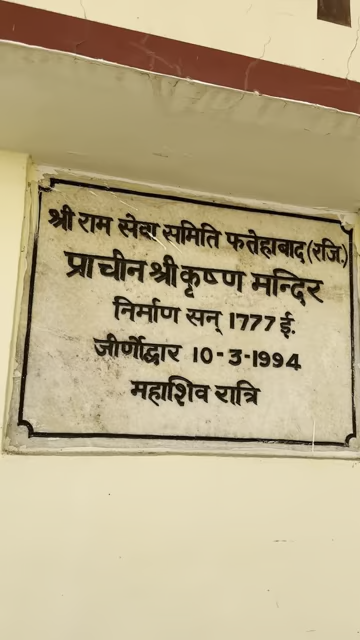 श्री राम सेवा समिति फतेहाबाद (रजि.)
प्राचीन श्री कृष्ण मन्दिर
निर्माण सन् 1777 ई.
जीर्णोद्धार 10-3-1994
महाशिव रात्रि